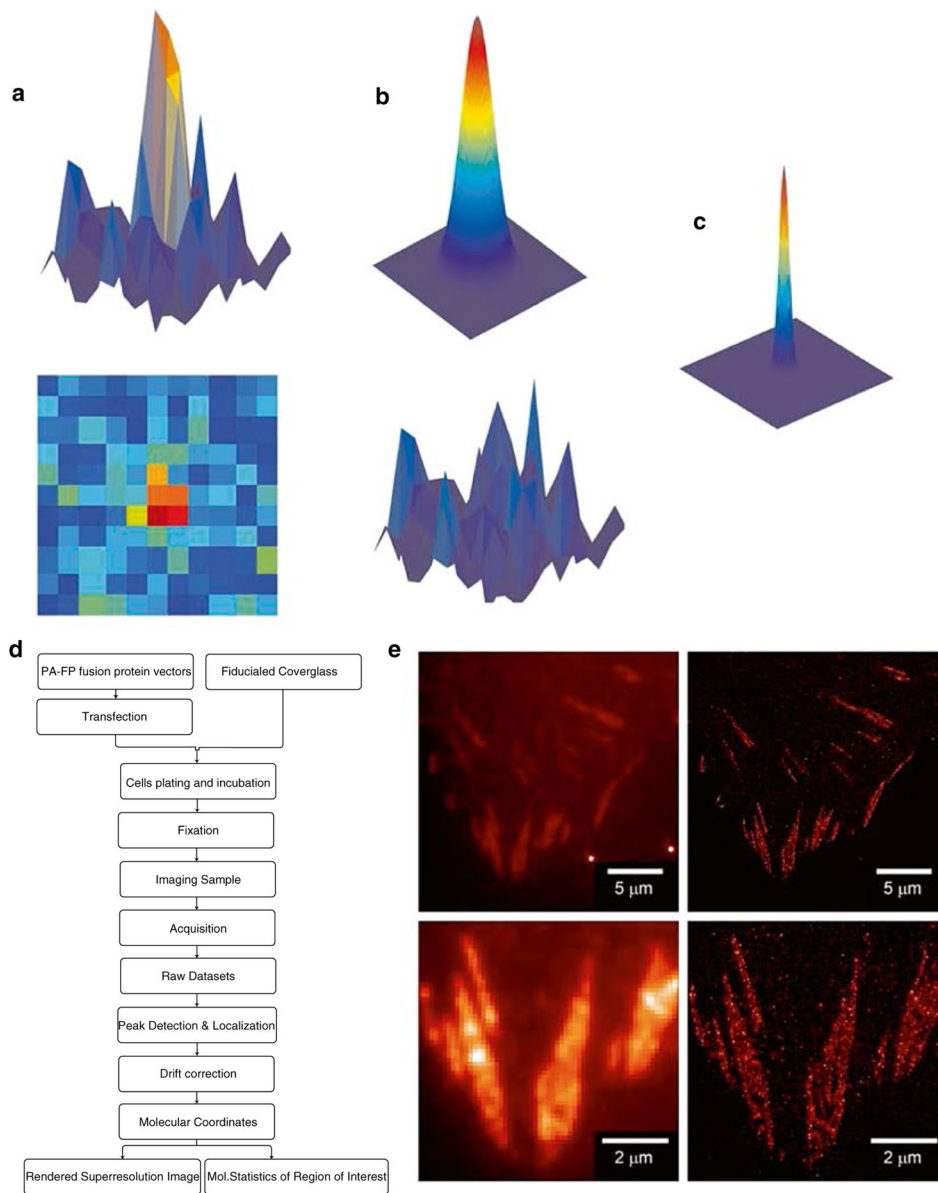 a
b
c
d
PA-FP fusion protein vectors
Fiducialed Coverglass
Transfection
Cells plating and incubation
Fixation
Imaging Sample
Acquisition
Raw Datasets
Peak Detection & Localization
Drift correction
Molecular Coordinates
Rendered Superresolution Image
Mol.Statistics of Region of Interest
e
5 μm
5 μm
2 μm
2 μm